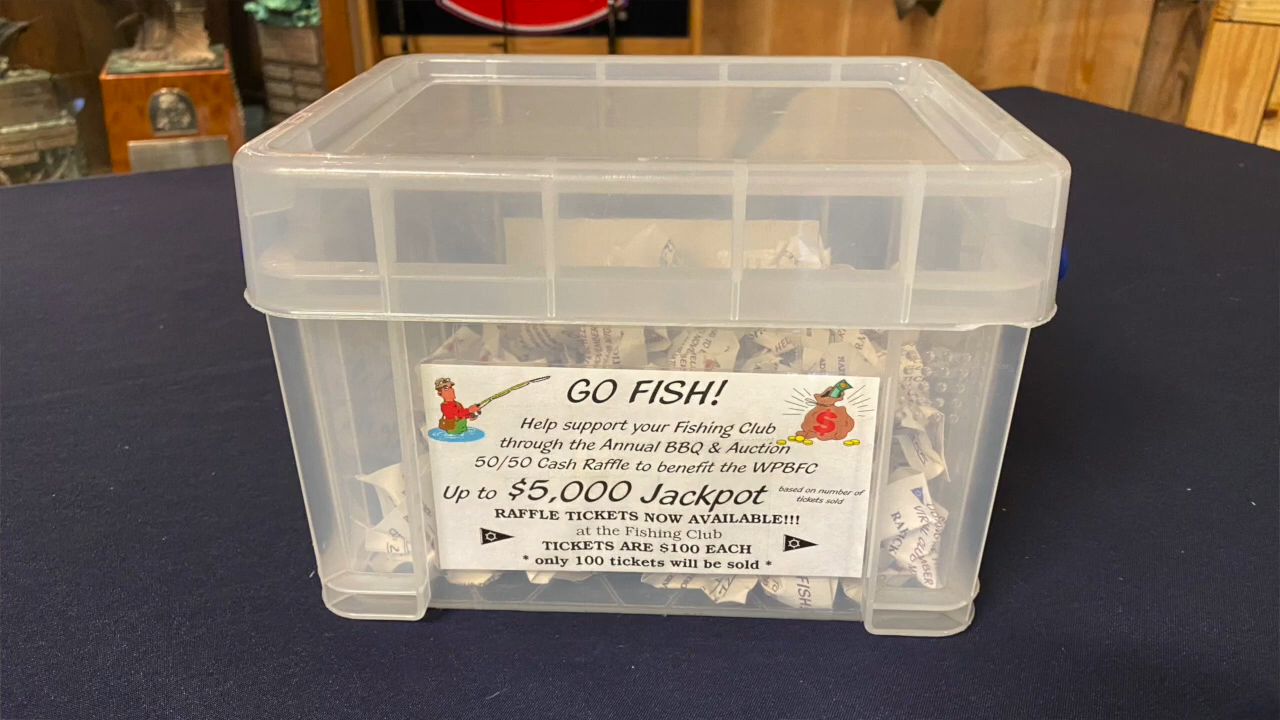 GO FISH!
Help support your Fishing Club
through the Annual BBQ & Auction
50/50 Cash Raffle to benefit the WPBFC
Up to $5,000 Jackpot based on number of
tickets sold
RAFFLE TICKETS NOW AVAILABLE!!!
at the Fishing Club
TICKETS ARE $100 EACH
* only 100 tickets will be sold *
$